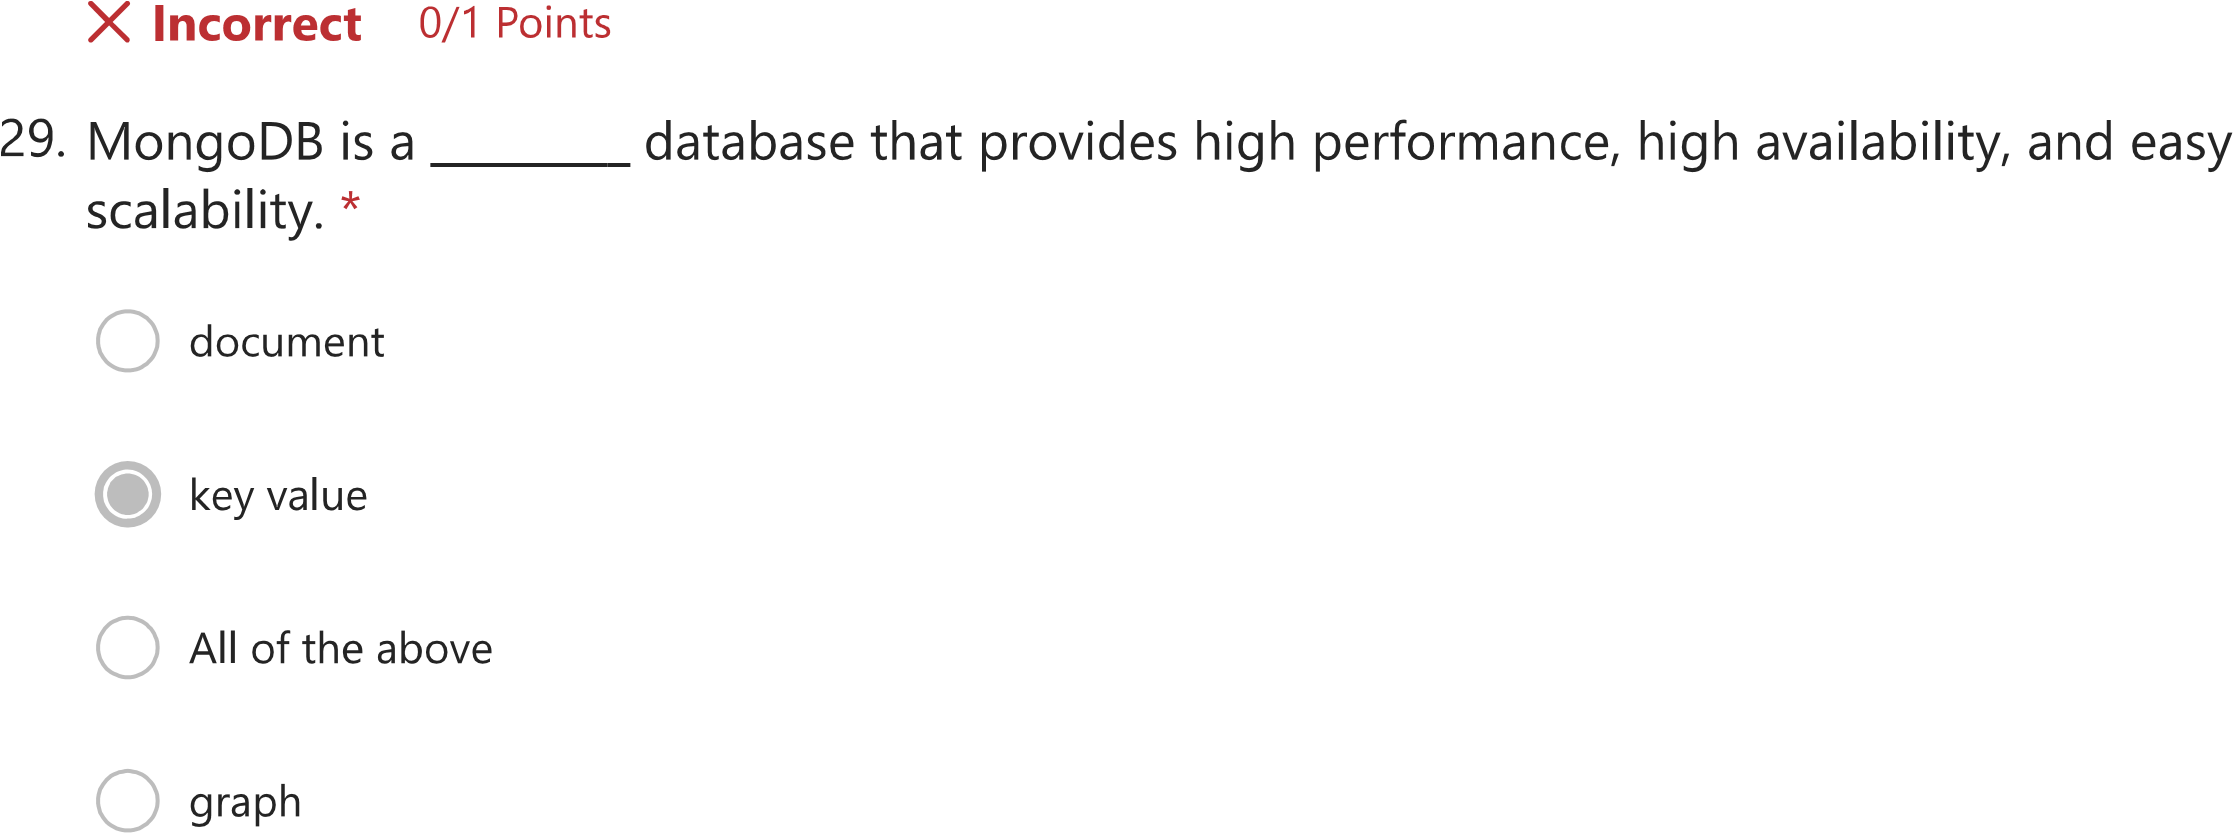 Incorrect 0/1 Points
29. MongoDB is a ________ database that provides high performance, high availability, and easy
scalability. *
document
key value
All of the above
graph